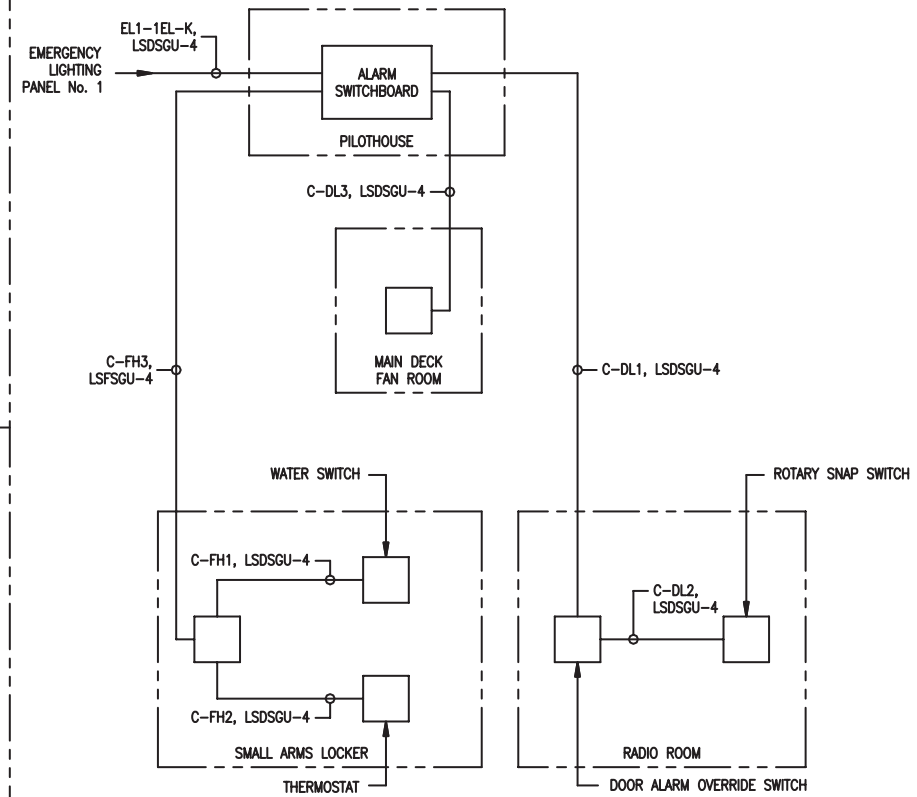 EL1-1EL-K,
LSDSGU-4
EMERGENCY
LIGHTING
PANEL No. 1
ALARM
SWITCHBOARD
PILOTHOUSE
C-DL3, LSDSGU-4
MAIN DECK
FAN ROOM
C-FH3,
LSFSGU-4
C-DL1, LSDSGU-4
WATER SWITCH
ROTARY SNAP SWITCH
C-FH1, LSDSGU-4
C-DL2,
LSDSGU-4
C-FH2, LSDSGU-4
SMALL ARMS LOCKER
RADIO ROOM
THERMOSTAT
DOOR ALARM OVERRIDE SWITCH